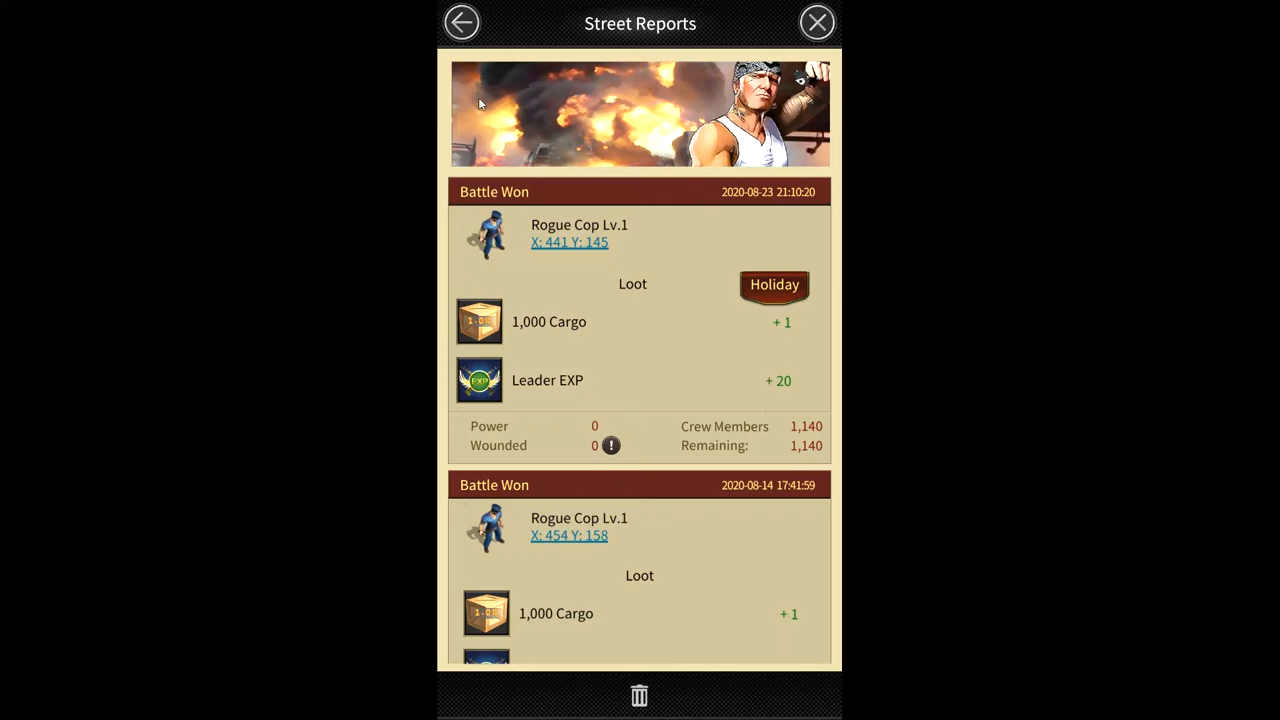 Street Reports
Battle Won 2020-08-23 21:10:20
Rogue Cop Lv.1
X: 441 Y: 145
Loot Holiday
1,000 Cargo + 1
EXP Leader EXP + 20
Power 0 Crew Members 1,140
Wounded 0 ! Remaining: 1,140
Battle Won 2020-08-14 17:41:59
Rogue Cop Lv.1
X: 454 Y: 158
Loot
1,000 Cargo + 1